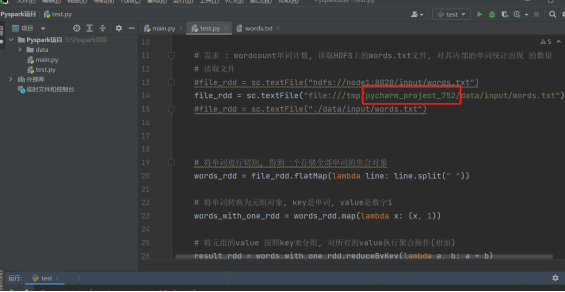 test
Pyspark项目 test.py
项目
main.py
test.py
words.txt
Pyspark项目 D:\Pyspark项目
data
main.py
test.py
外部库
临时文件和控制台
5
10
11 # 需求 : wordcount单词计数, 读取HDFS上的words.txt文件, 对其内部的单词统计出现 的数量
12 # 读取文件
13 #file_rdd = sc.textFile("hdfs://node1:8020/input/words.txt")
14 file_rdd = sc.textFile("file:///tmp/pycharm_project_752/data/input/words.txt")
15 #file_rdd = sc.textFile("./data/input/words.txt")
16
17
18
19 # 将单词进行切割, 得到一个存储全部单词的集合对象
20 words_rdd = file_rdd.flatMap(lambda line: line.split(" "))
21
22 # 将单词转换为元组对象, key是单词, value是数字1
23 words_with_one_rdd = words_rdd.map(lambda x: (x, 1))
24
25 # 将元组的value 按照key来分组, 对所有的value执行聚合操作(相加)
26 result_rdd = words_with_one_rdd.reduceByKey(lambda a, b: a + b)
运行: test